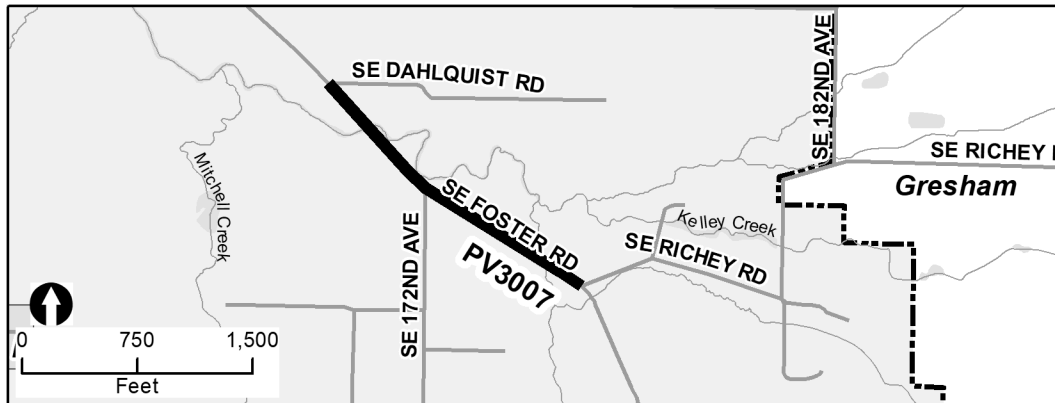 SE DAHLQUIST RD
SE 182ND AVE
SE RICHEY
Gresham
Mitchell Creek
SE FOSTER RD
PV3007
Kelley Creek
SE RICHEY RD
SE 172ND AVE
0 750 1,500
Feet